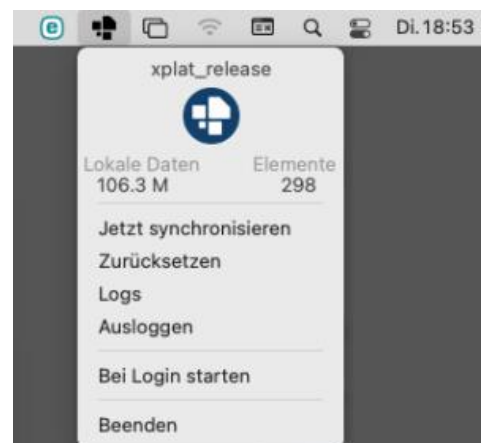 e
Di. 18:53
xplat_release
Lokale Daten Elemente
106.3 M 298
Jetzt synchronisieren
Zurücksetzen
Logs
Ausloggen
Bei Login starten
Beenden